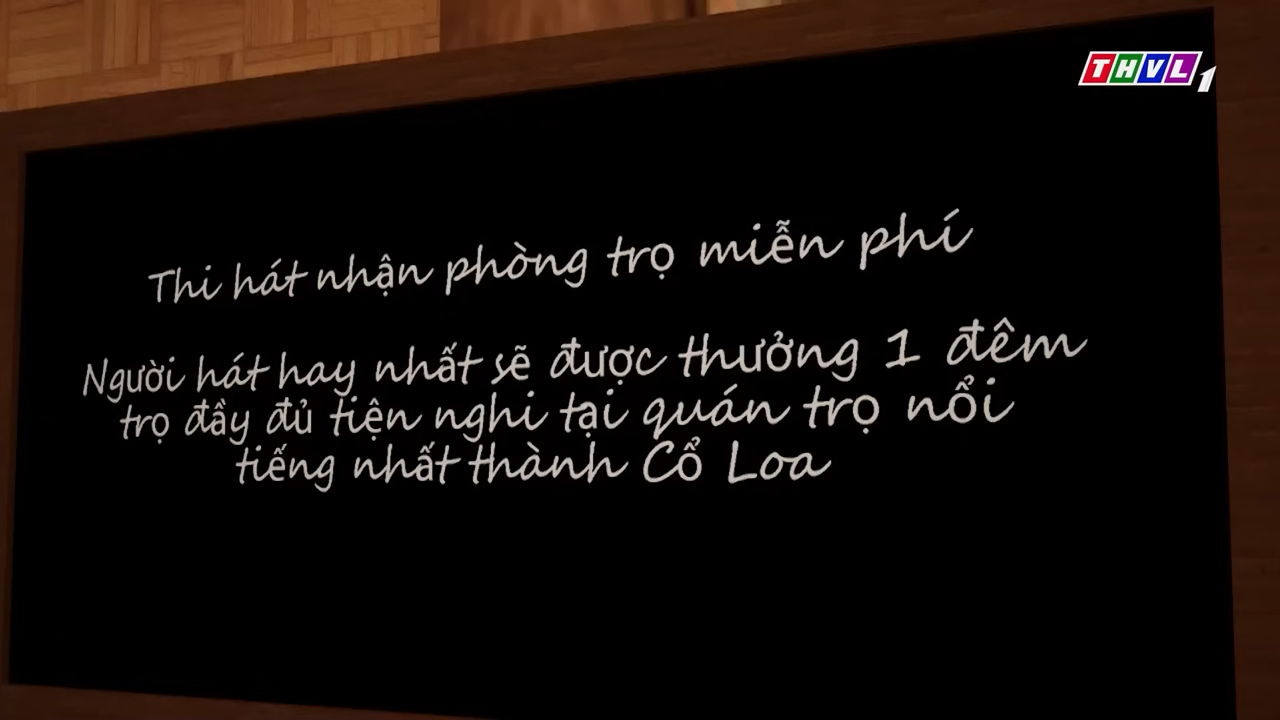 THVL1
Thi hát nhận phòng trọ miễn phí
Người hát hay nhất sẽ được thưởng 1 đêm
trọ đầy đủ tiện nghi tại quán trọ nổi
tiếng nhất thành Cổ Loa